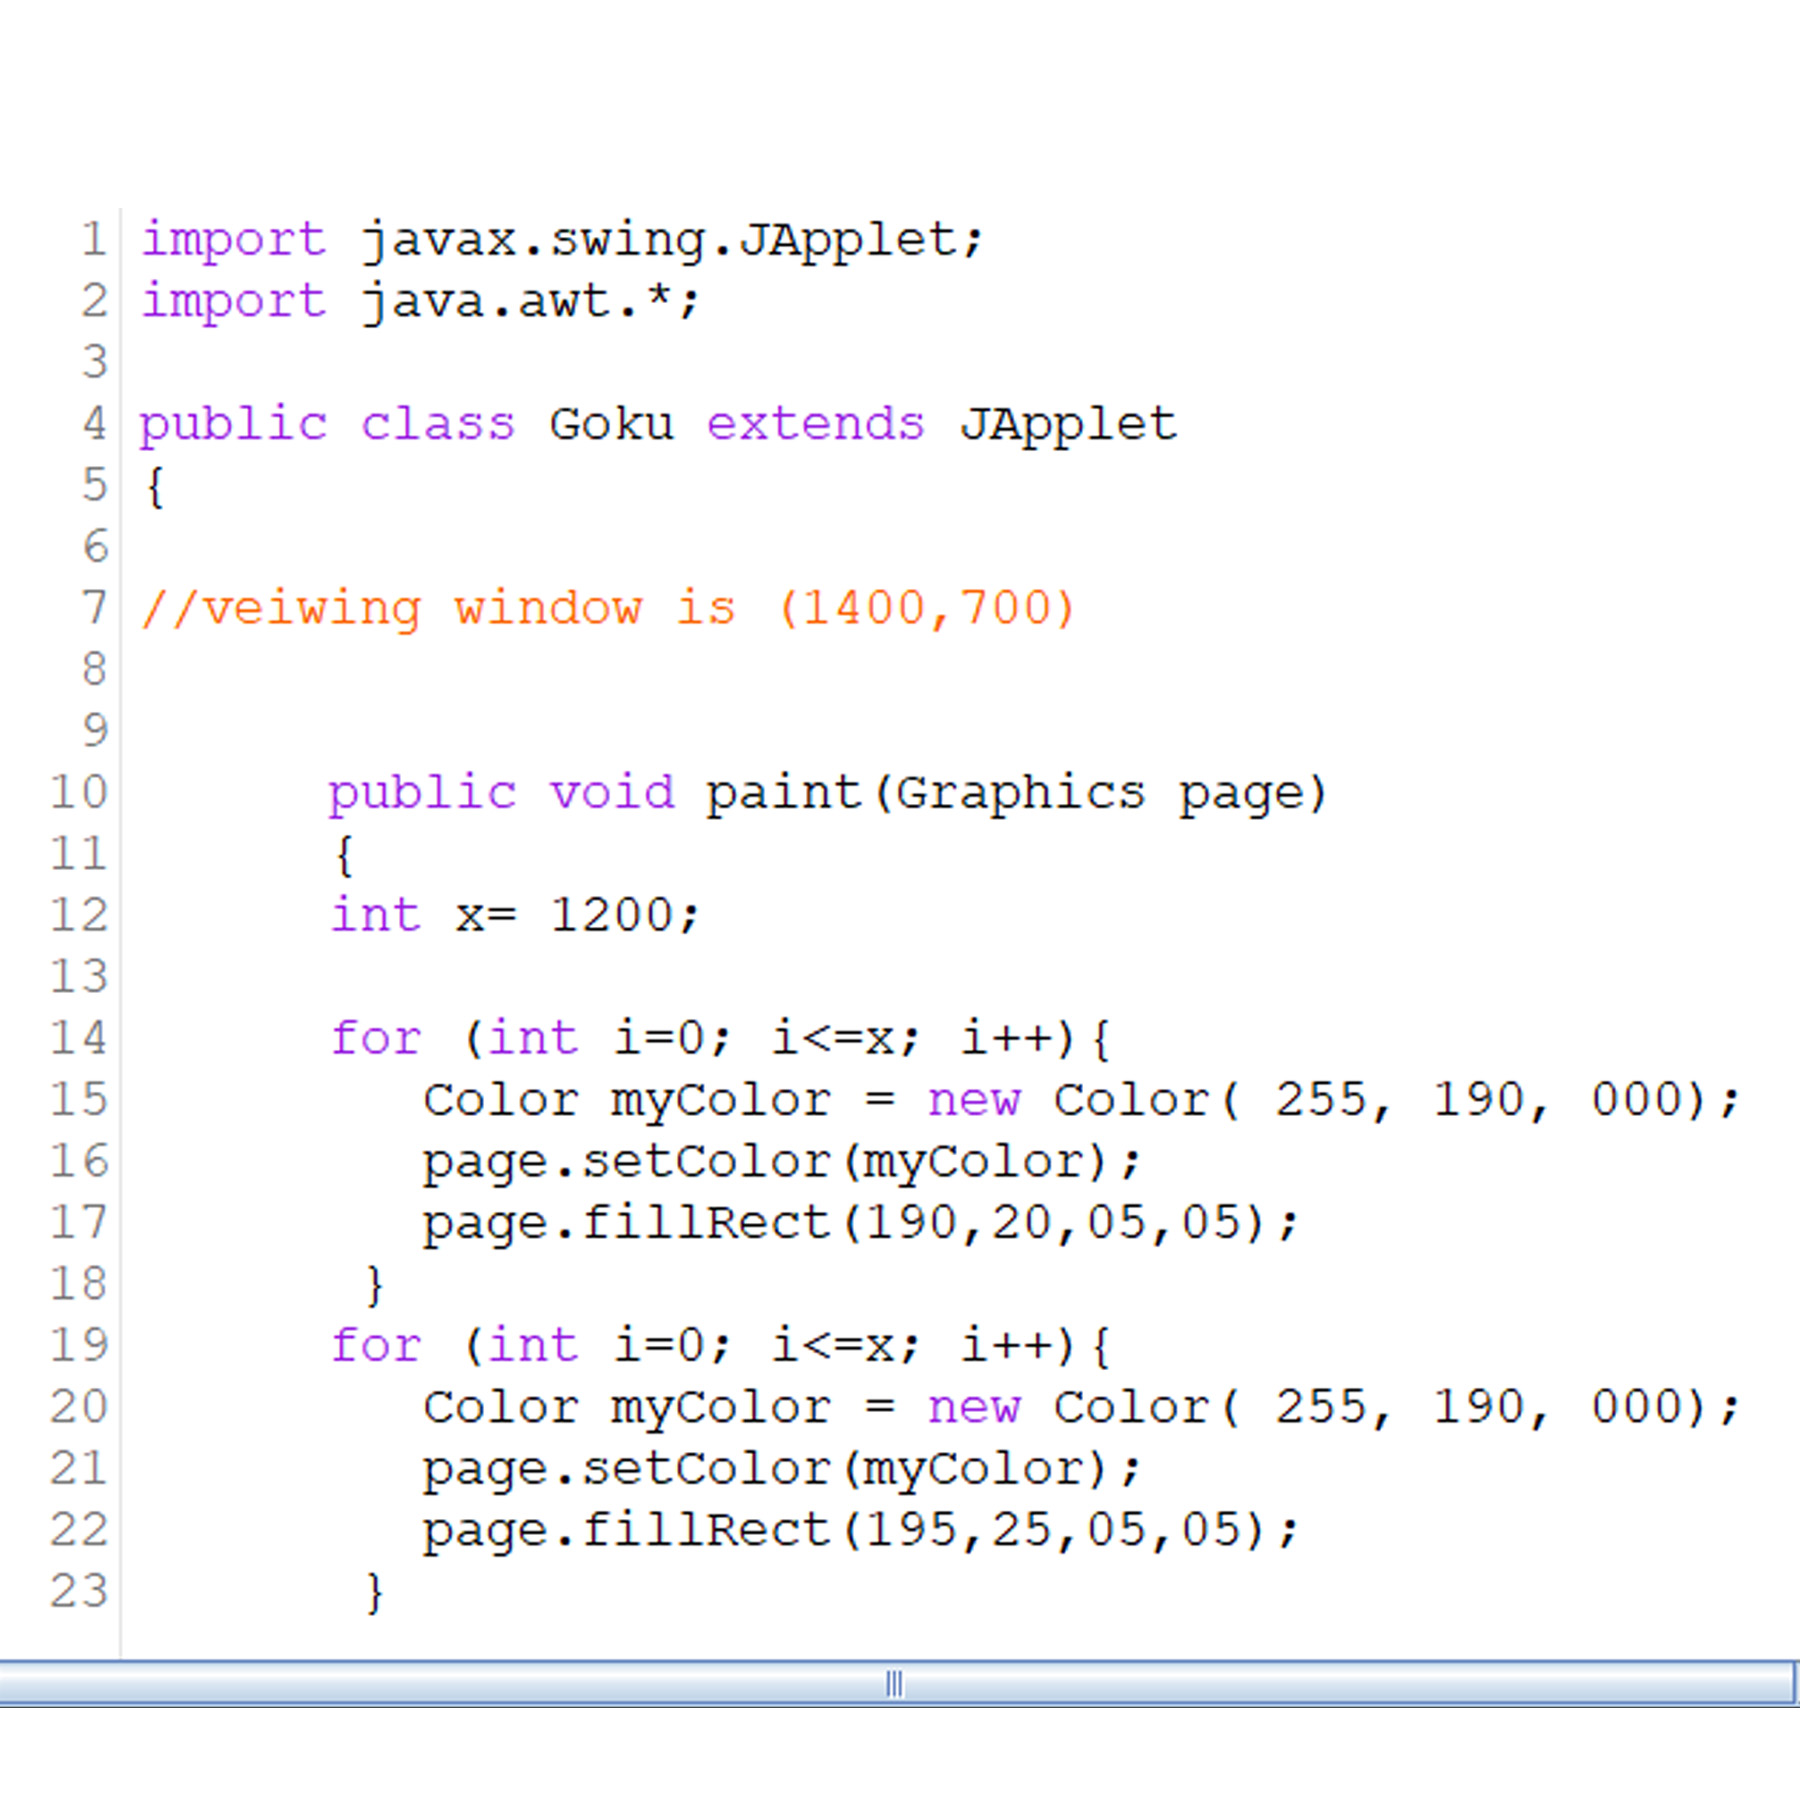 1 import javax.swing.JApplet;
2 import java.awt.*;
3
4 public class Goku extends JApplet
5 {
6
7 //veiwing window is (1400,700)
8
9
10 public void paint(Graphics page)
11 {
12 int x= 1200;
13
14 for (int i=0; i<=x; i++){
15 Color myColor = new Color( 255, 190, 000);
16 page.setColor(myColor);
17 page.fillRect(190,20,05,05);
18 }
19 for (int i=0; i<=x; i++){
20 Color myColor = new Color( 255, 190, 000);
21 page.setColor(myColor);
22 page.fillRect(195,25,05,05);
23 }